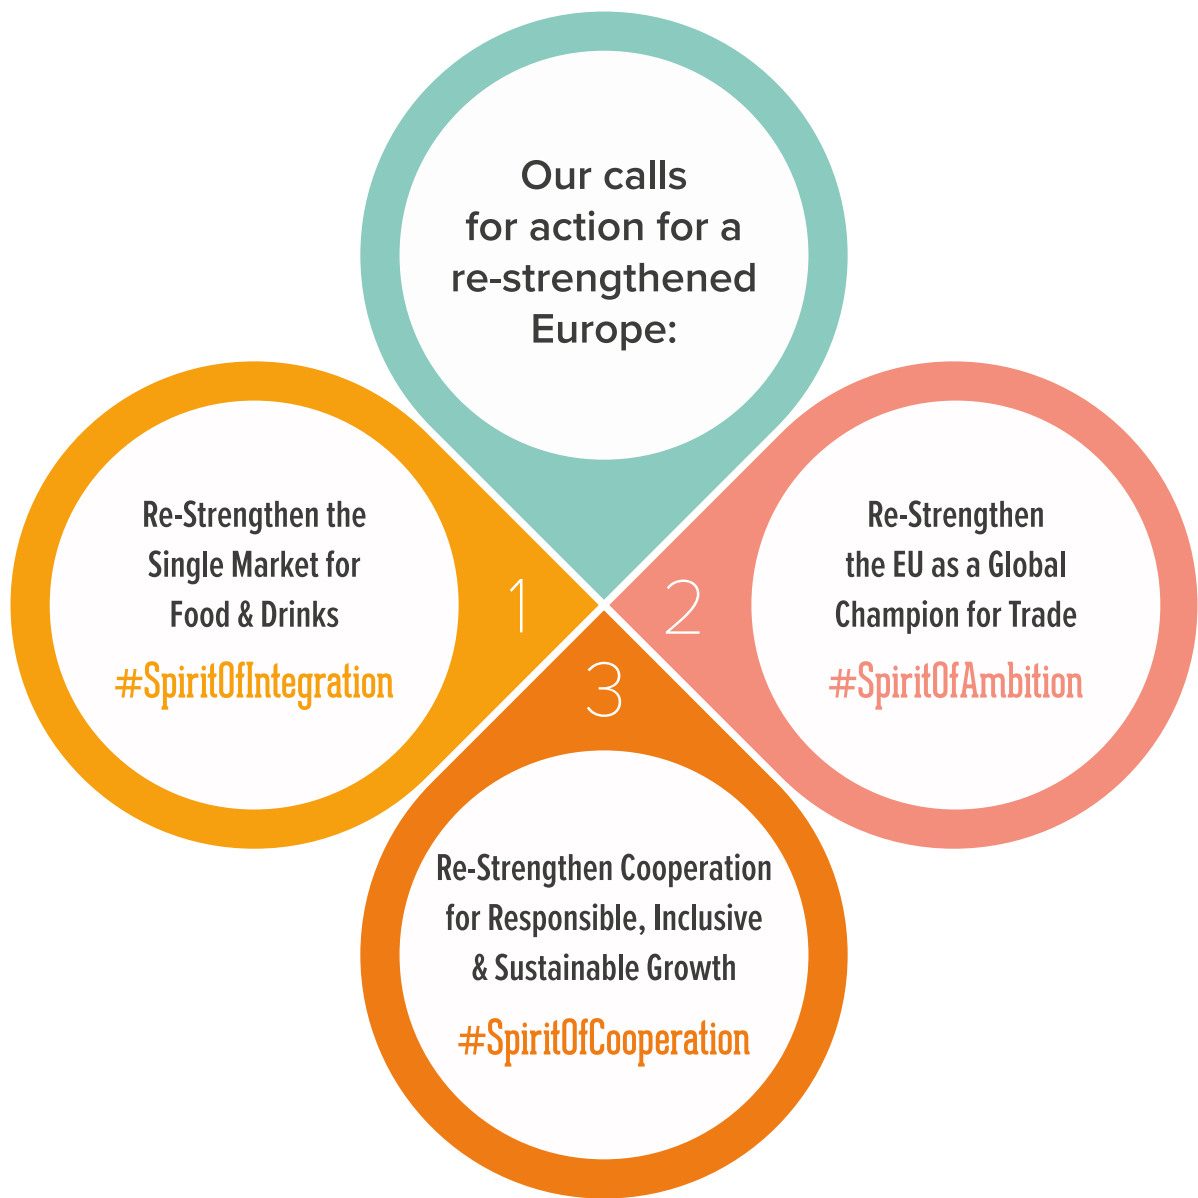 Our calls
for action for a
re-strengthened
Europe:
1
Re-Strengthen the
Single Market for
Food & Drinks
#SpiritOfIntegration
2
Re-Strengthen
the EU as a Global
Champion for Trade
#SpiritOfAmbition
3
Re-Strengthen Cooperation
for Responsible, Inclusive
& Sustainable Growth
#SpiritOfCooperation